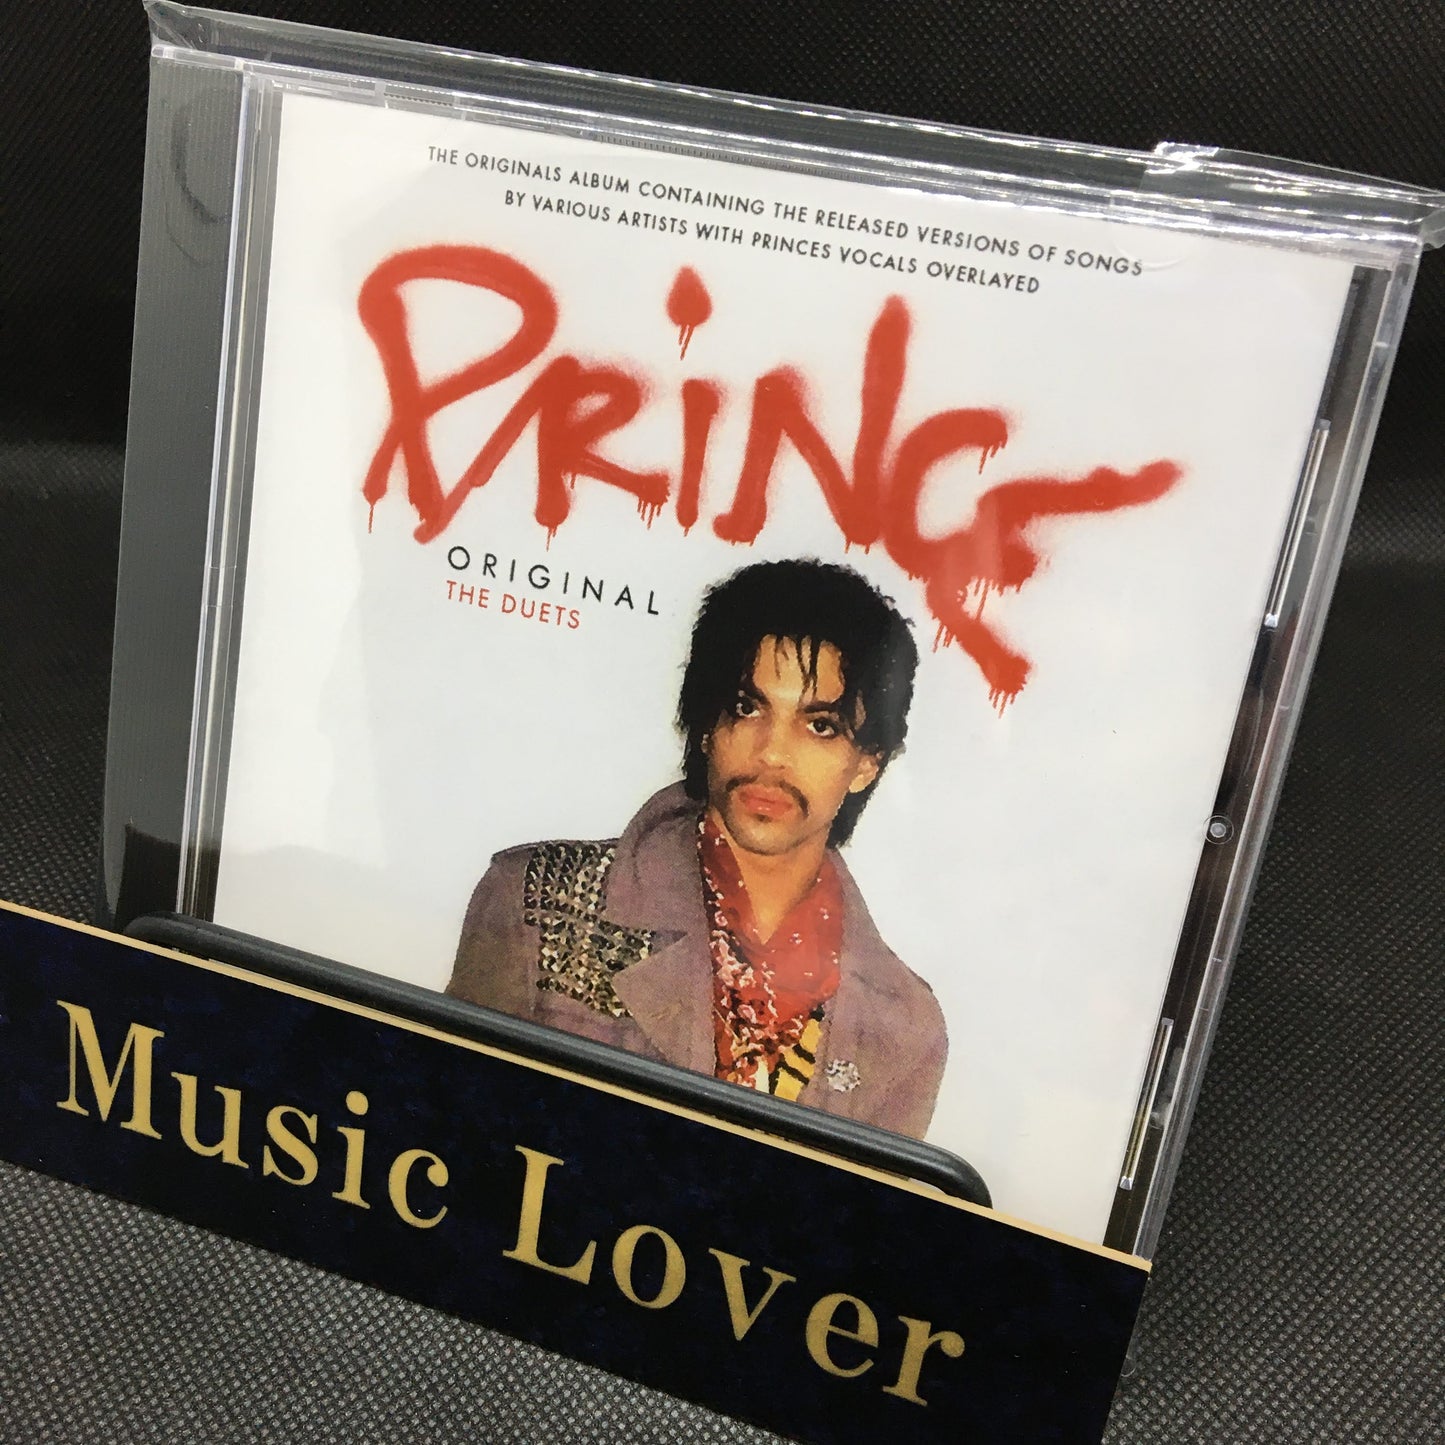 THE ORIGINALS ALBUM CONTAINING THE RELEASED VERSIONS OF SONGS
BY VARIOUS ARTISTS WITH PRINCES VOCALS OVERLAYED
PRINCE
ORIGINAL
THE DUETS
Music Lover